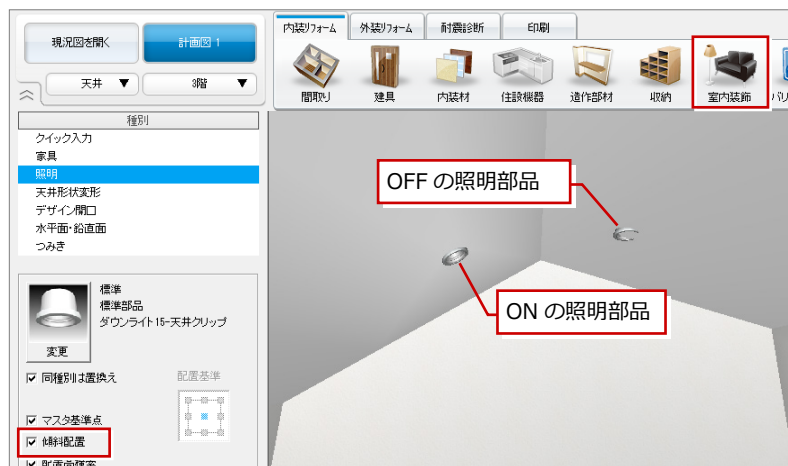 現況図を開く
計画図 1
天井 ▼
3階 ▼
内装リフォーム
外装リフォーム
耐震診断
印刷
間取り
建具
内装材
住設機器
造作部材
収納
室内装飾
種別
クイック入力
家具
照明
天井形状変形
デザイン開口
水平面・鉛直面
つみき
標準
標準部品
ダウンライト15-天井クリップ
変更
同種別は置換え
配置基準
マスタ基準点
傾斜配置
OFF の照明部品
ON の照明部品